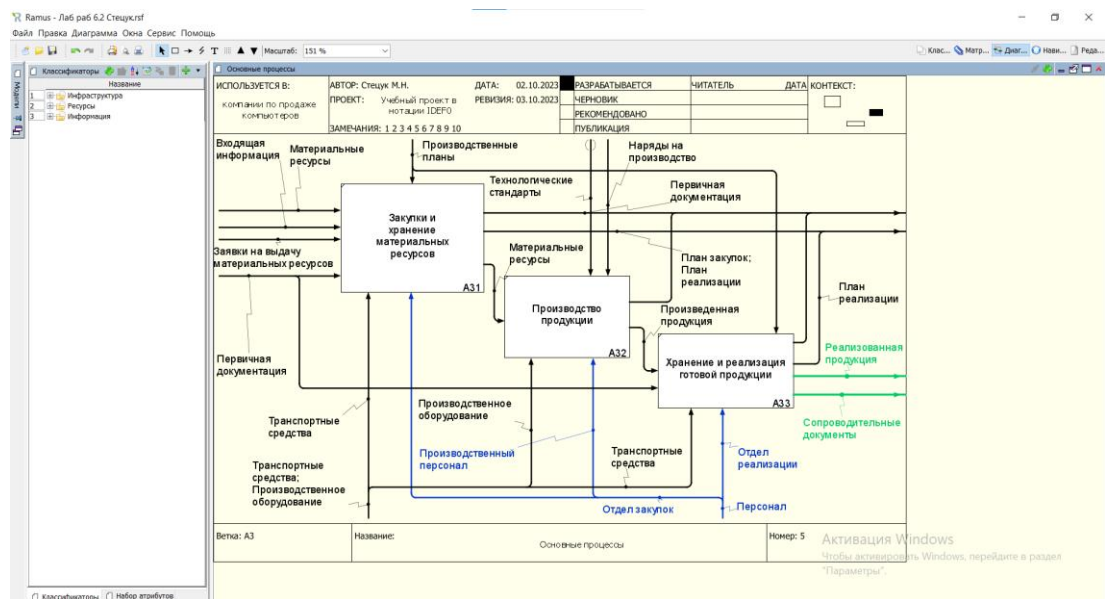 Ramus - Лаб раб 6.2 Стецук.rsf
Файл Правка Диаграмма Окна Сервис Помощь
Масштаб: 151 %
Клас... Матр... Диаг... Нави... Редa...
Модели
Классификаторы
Название
1 Инфраструктура
2 Ресурсы
3 Информация
Классификаторы Набор атрибутов
Основные процессы
ИСПОЛЬЗУЕТСЯ В:
компании по продаже
компьютеров
АВТОР: Стецук М.Н.
ДАТА: 02.10.2023
ПРОЕКТ: Учебный проект в
нотации IDEF0
РЕВИЗИЯ: 03.10.2023
ЗАМЕЧАНИЯ: 1 2 3 4 5 6 7 8 9 10
РАЗРАБАТЫВАЕТСЯ
ЧЕРНОВИК
РЕКОМЕНДОВАНО
ПУБЛИКАЦИЯ
ЧИТАТЕЛЬ
ДАТА
КОНТЕКСТ:
Входящая
информация
Материальные
ресурсы
Производственные
планы
Наряды на
производство
Технологические
стандарты
Первичная
документация
Закупки и
хранение
материальных
ресурсов
A31
Заявки на выдачу
материальных ресурсов
Материальные
ресурсы
План закупок;
План
реализации
План
реализации
Производство
продукции
A32
Произведенная
продукция
Хранение и реализация
готовой продукции
A33
Реализованная
продукция
Первичная
документация
Сопроводительные
документы
Производственное
оборудование
Транспортные
средства
Производственный
персонал
Транспортные
средства
Отдел
реализации
Транспортные
средства;
Производственное
оборудование
Отдел закупок
Персонал
Ветка: A3
Название:
Основные процессы
Номер: 5
Активация Windows
Чтобы активировать Windows, перейдите в раздел
"Параметры".